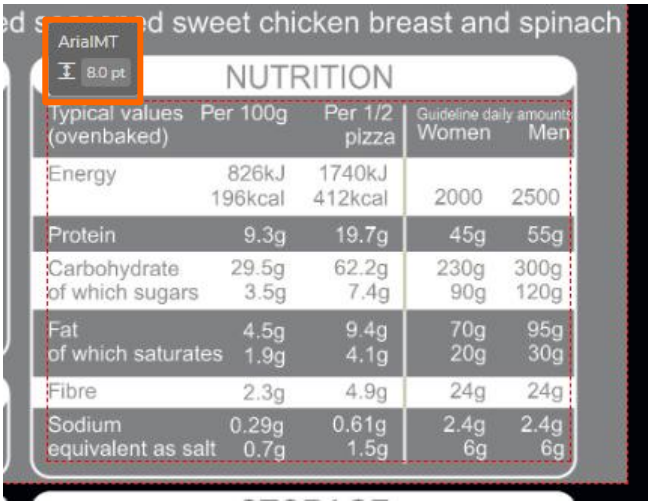 ed seasoned sweet chicken breast and spinach
ArialMT
8.0 pt
NUTRITION
Typical values Per 100g Per 1/2 Guideline daily amounts
(ovenbaked) pizza Women Men
Energy 826kJ 1740kJ
196kcal 412kcal 2000 2500
Protein 9.3g 19.7g 45g 55g
Carbohydrate 29.5g 62.2g 230g 300g
of which sugars 3.5g 7.4g 90g 120g
Fat 4.5g 9.4g 70g 95g
of which saturates 1.9g 4.1g 20g 30g
Fibre 2.3g 4.9g 24g 24g
Sodium 0.29g 0.61g 2.4g 2.4g
equivalent as salt 0.7g 1.5g 6g 6g